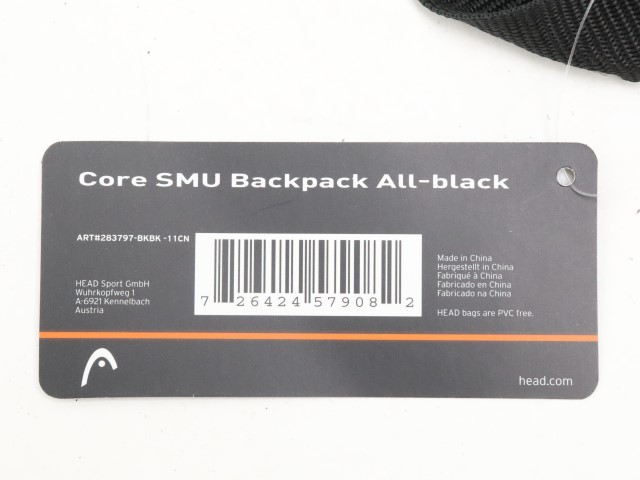 Core SMU Backpack All-black
ART#283797-BKBK -11CN
HEAD Sport GmbH
Wuhrkopfweg 1
A-6921 Kennelbach
Austria
7 26424 57908 2
Made in China
Hergestellt in China
Fabriqué à China
Fabricado en China
Fabricado na China
HEAD bags are PVC free.
head.com